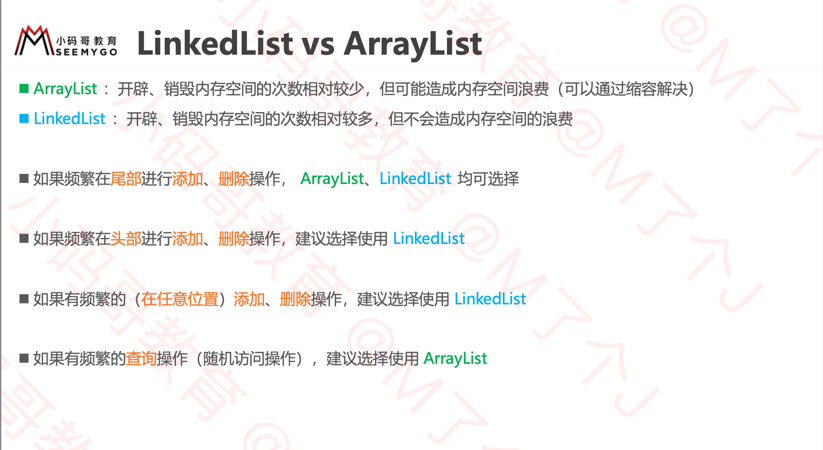 小码哥教育
SEEMYGO
LinkedList vs ArrayList
■ ArrayList ：开辟、销毁内存空间的次数相对较少，但可能造成内存空间浪费（可以通过缩容解决）
■ LinkedList ：开辟、销毁内存空间的次数相对较多，但不会造成内存空间的浪费
■ 如果频繁在尾部进行添加、删除操作， ArrayList、LinkedList 均可选择
■ 如果频繁在头部进行添加、删除操作，建议选择使用 LinkedList
■ 如果有频繁的（在任意位置）添加、删除操作，建议选择使用 LinkedList
■ 如果有频繁的查询操作（随机访问操作），建议选择使用 ArrayList
小码哥教育 @M了个J